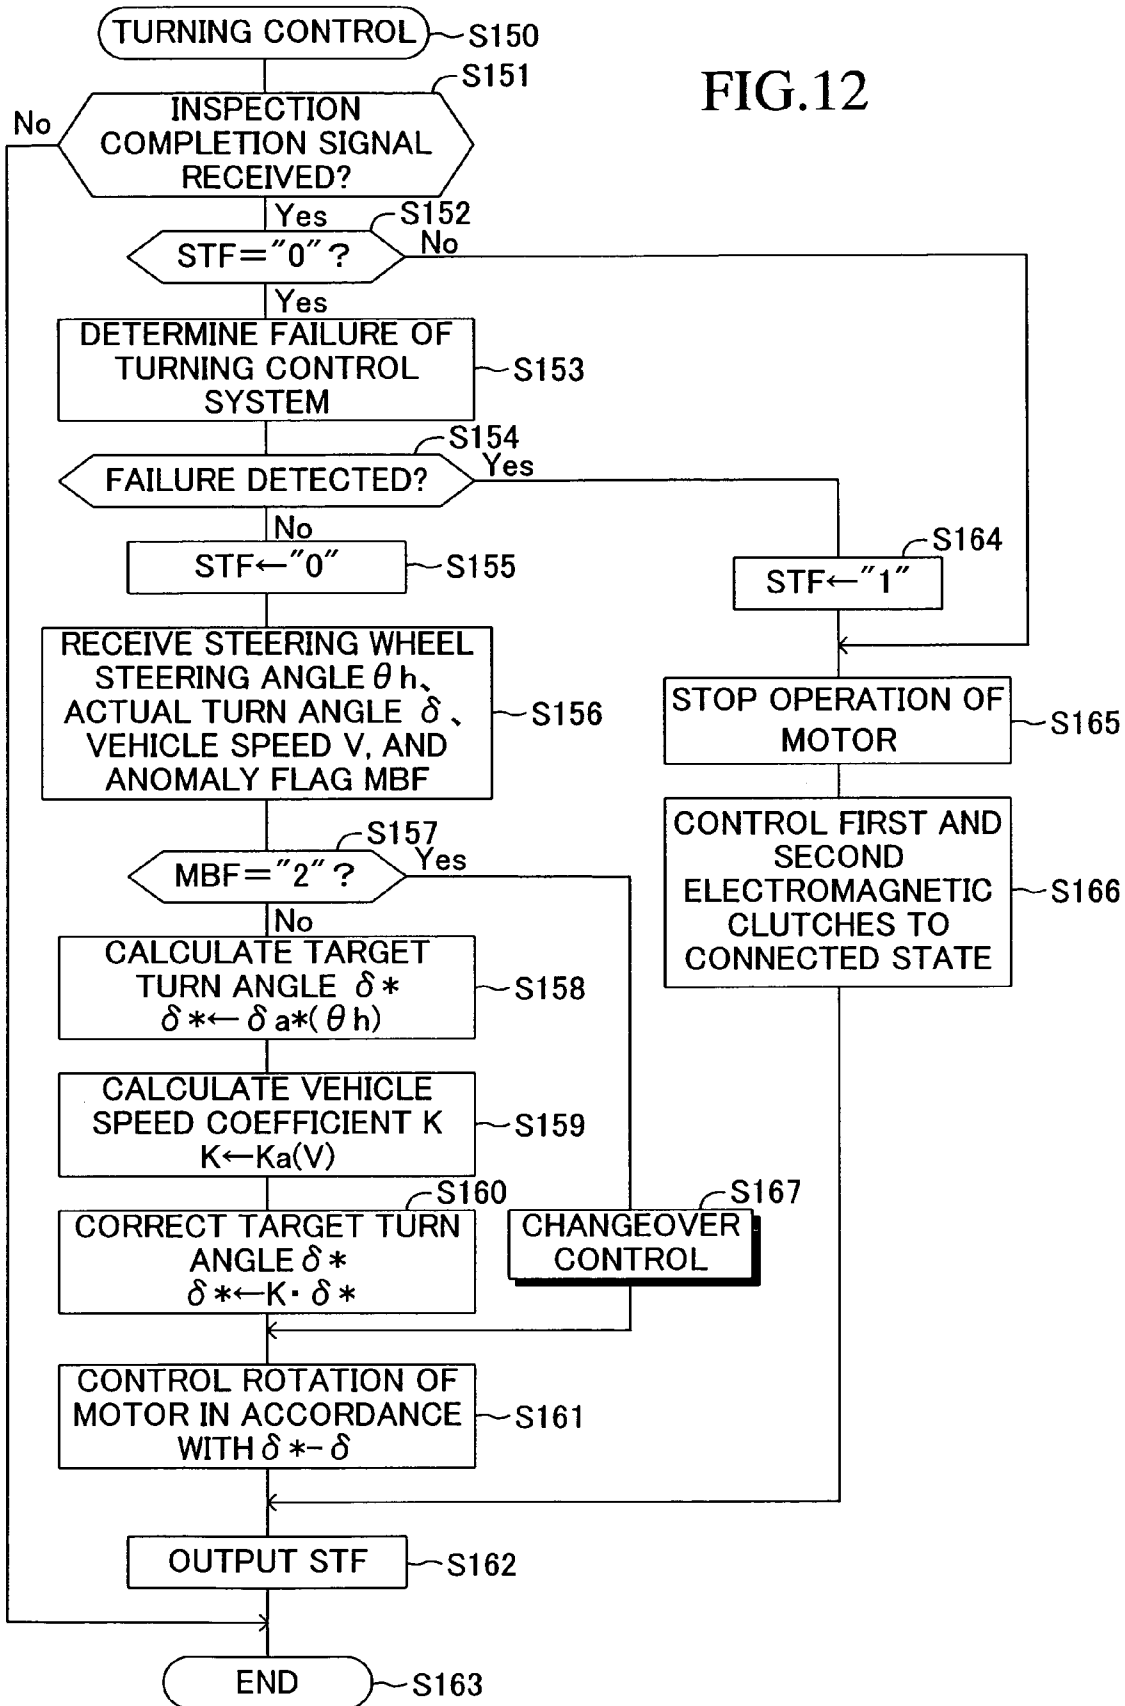 TURNING CONTROL
S150
FIG.12
S151
INSPECTION
COMPLETION SIGNAL
RECEIVED?
No
Yes
S152
STF="0"?
No
Yes
DETERMINE FAILURE OF
TURNING CONTROL
SYSTEM
S153
S154
FAILURE DETECTED?
Yes
No
STF←"0"
S155
S164
STF←"1"
RECEIVE STEERING WHEEL
STEERING ANGLE θh、
ACTUAL TURN ANGLE δ、
VEHICLE SPEED V, AND
ANOMALY FLAG MBF
S156
STOP OPERATION OF
MOTOR
S165
S157
MBF="2"?
Yes
No
CONTROL FIRST AND
SECOND
ELECTROMAGNETIC
CLUTCHES TO
CONNECTED STATE
S166
CALCULATE TARGET
TURN ANGLE δ*
δ*←δa*(θh)
S158
CALCULATE VEHICLE
SPEED COEFFICIENT K
K←Ka(V)
S159
S160
CORRECT TARGET TURN
ANGLE δ*
δ*←K・δ*
S167
CHANGEOVER
CONTROL
CONTROL ROTATION OF
MOTOR IN ACCORDANCE
WITH δ*-δ
S161
OUTPUT STF
S162
END
S163